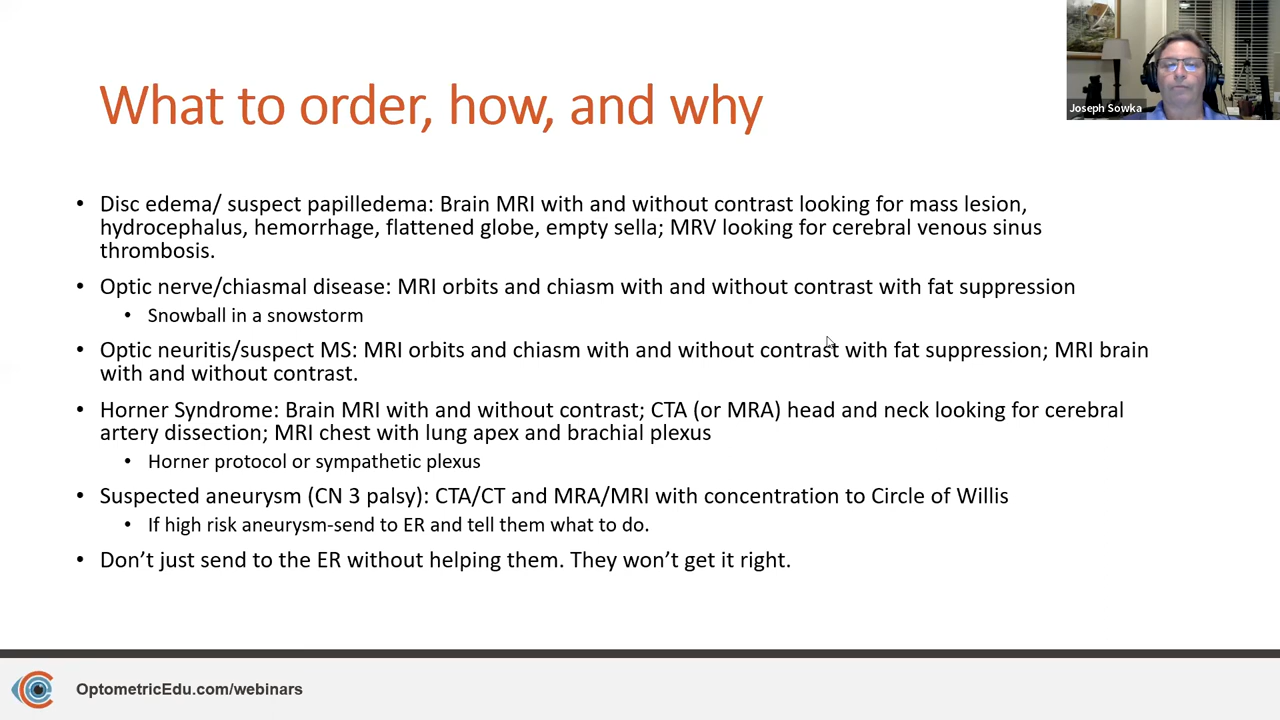 Joseph Sowka
What to order, how, and why
• Disc edema/ suspect papilledema: Brain MRI with and without contrast looking for mass lesion,
hydrocephalus, hemorrhage, flattened globe, empty sella; MRV looking for cerebral venous sinus
thrombosis.
• Optic nerve/chiasmal disease: MRI orbits and chiasm with and without contrast with fat suppression
• Snowball in a snowstorm
• Optic neuritis/suspect MS: MRI orbits and chiasm with and without contrast with fat suppression; MRI brain
with and without contrast.
• Horner Syndrome: Brain MRI with and without contrast; CTA (or MRA) head and neck looking for cerebral
artery dissection; MRI chest with lung apex and brachial plexus
• Horner protocol or sympathetic plexus
• Suspected aneurysm (CN 3 palsy): CTA/CT and MRA/MRI with concentration to Circle of Willis
• If high risk aneurysm-send to ER and tell them what to do.
• Don’t just send to the ER without helping them. They won’t get it right.
OptometricEdu.com/webinars